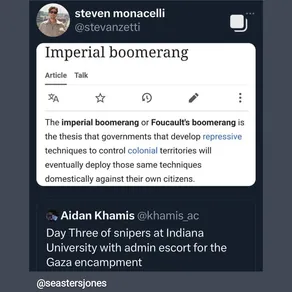 steven monacelli
@stevanzetti
Imperial boomerang
Article Talk
The imperial boomerang or Foucault's boomerang is
the thesis that governments that develop repressive
techniques to control colonial territories will
eventually deploy those same techniques
domestically against their own citizens.
Aidan Khamis @khamis_ac
Day Three of snipers at Indiana
University with admin escort for the
Gaza encampment
@seastersjones